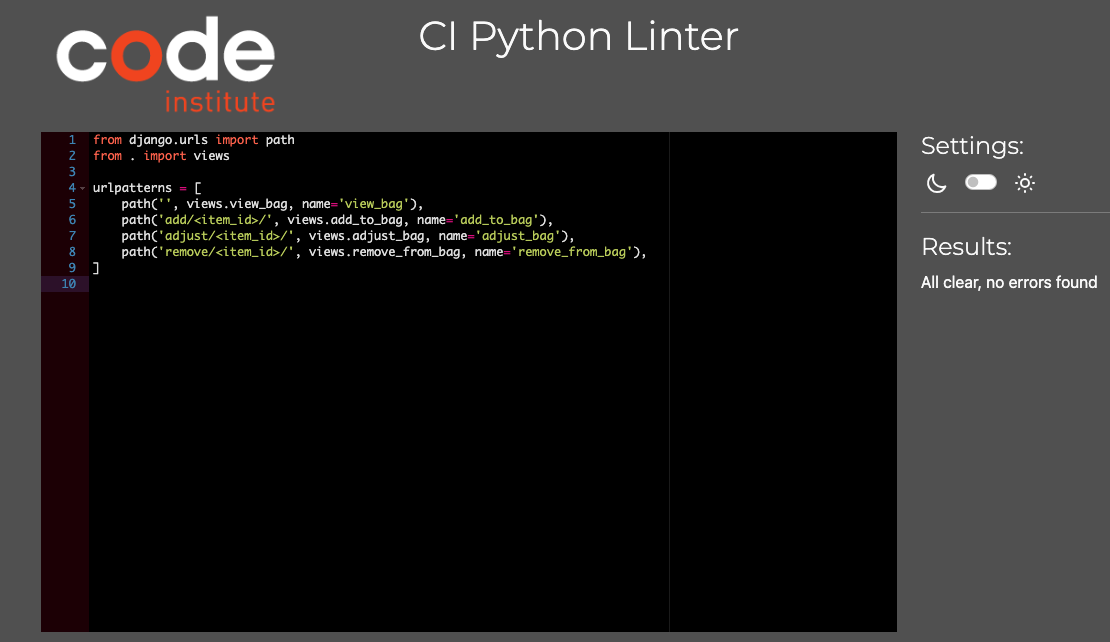 code
institute
CI Python Linter
1 from django.urls import path
2 from . import views
3
4 urlpatterns = [
5     path('', views.view_bag, name='view_bag'),
6     path('add/<item_id>/', views.add_to_bag, name='add_to_bag'),
7     path('adjust/<item_id>/', views.adjust_bag, name='adjust_bag'),
8     path('remove/<item_id>/', views.remove_from_bag, name='remove_from_bag'),
9 ]
10
Settings:
Results:
All clear, no errors found